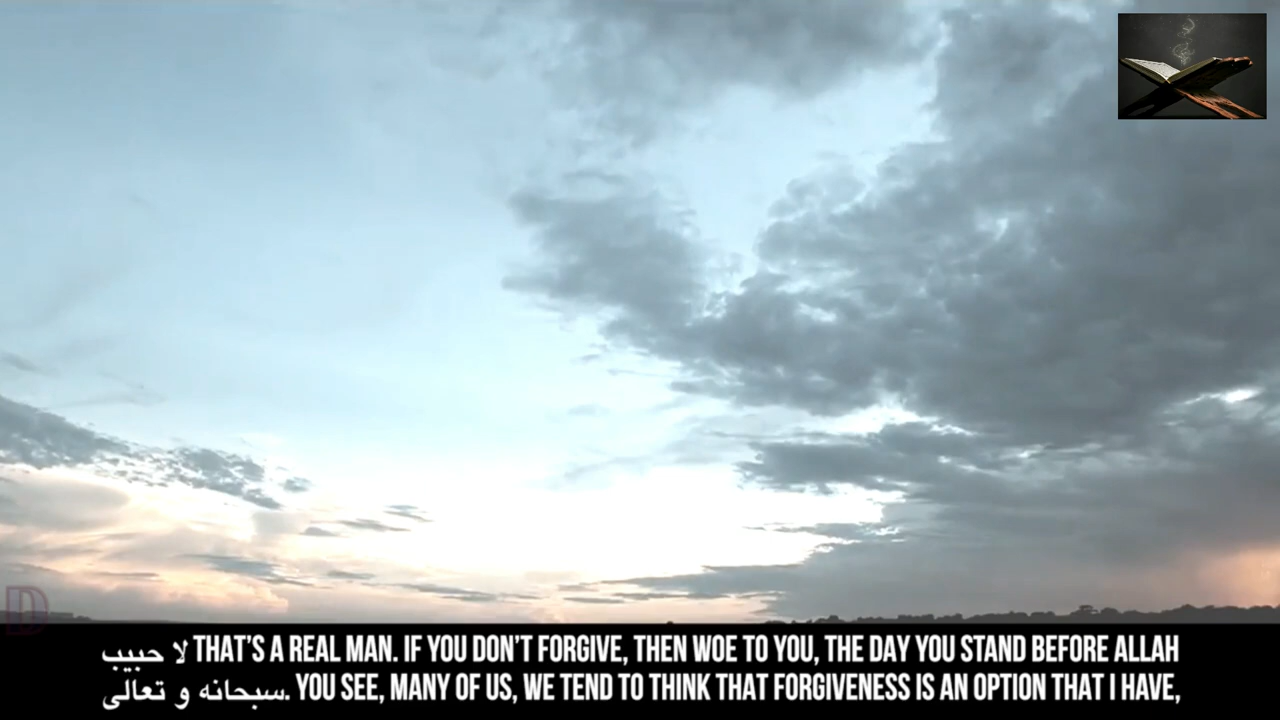 لا حبيب THAT'S A REAL MAN. IF YOU DON'T FORGIVE, THEN WOE TO YOU, THE DAY YOU STAND BEFORE ALLAH
سبحانه و تعالى. YOU SEE, MANY OF US, WE TEND TO THINK THAT FORGIVENESS IS AN OPTION THAT I HAVE,
D